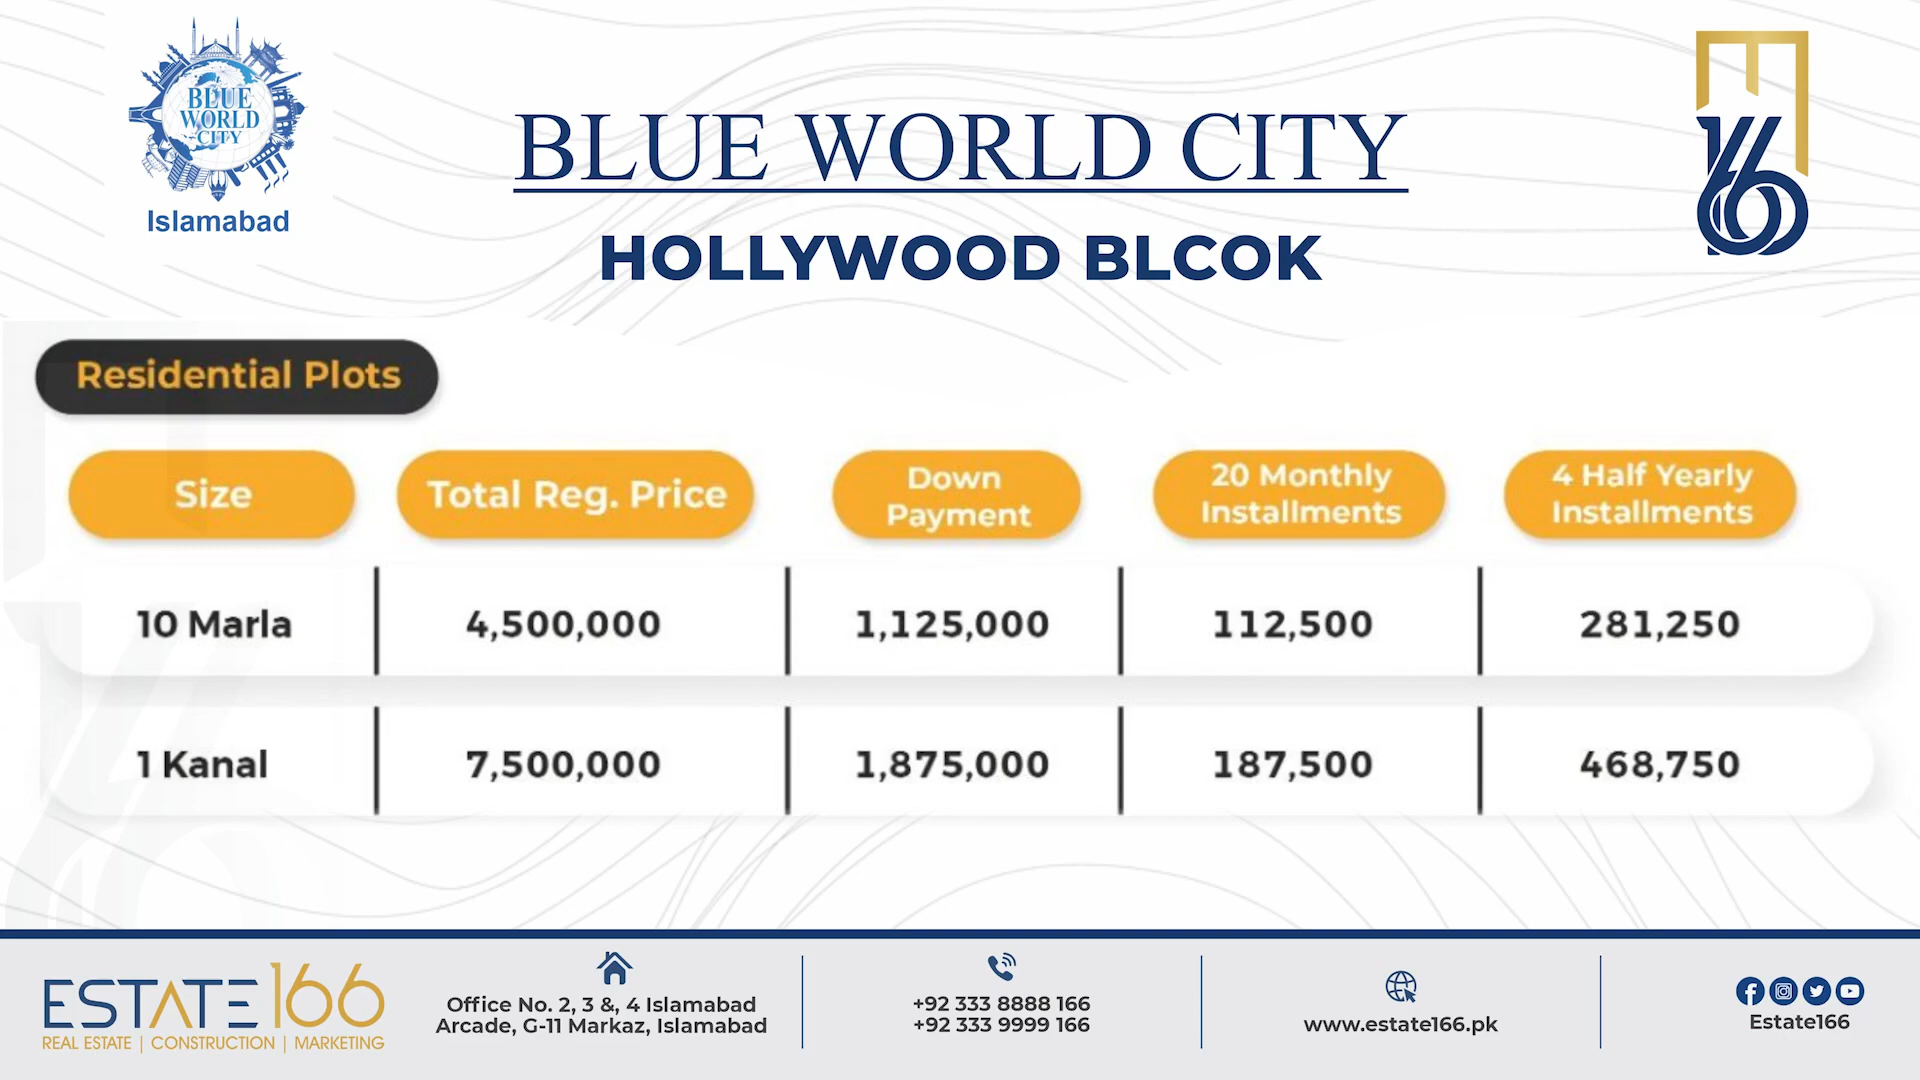 BLUE
WORLD
CITY
Islamabad
BLUE WORLD CITY
HOLLYWOOD BLCOK
166
Residential Plots
Size
Total Reg. Price
Down
Payment
20 Monthly
Installments
4 Half Yearly
Installments
10 Marla 4,500,000 1,125,000 112,500 281,250
1 Kanal 7,500,000 1,875,000 187,500 468,750
ESTATE 166
REAL ESTATE | CONSTRUCTION | MARKETING
Office No. 2, 3 &, 4 Islamabad
Arcade, G-11 Markaz, Islamabad
+92 333 8888 166
+92 333 9999 166
www.estate166.pk
Estate166